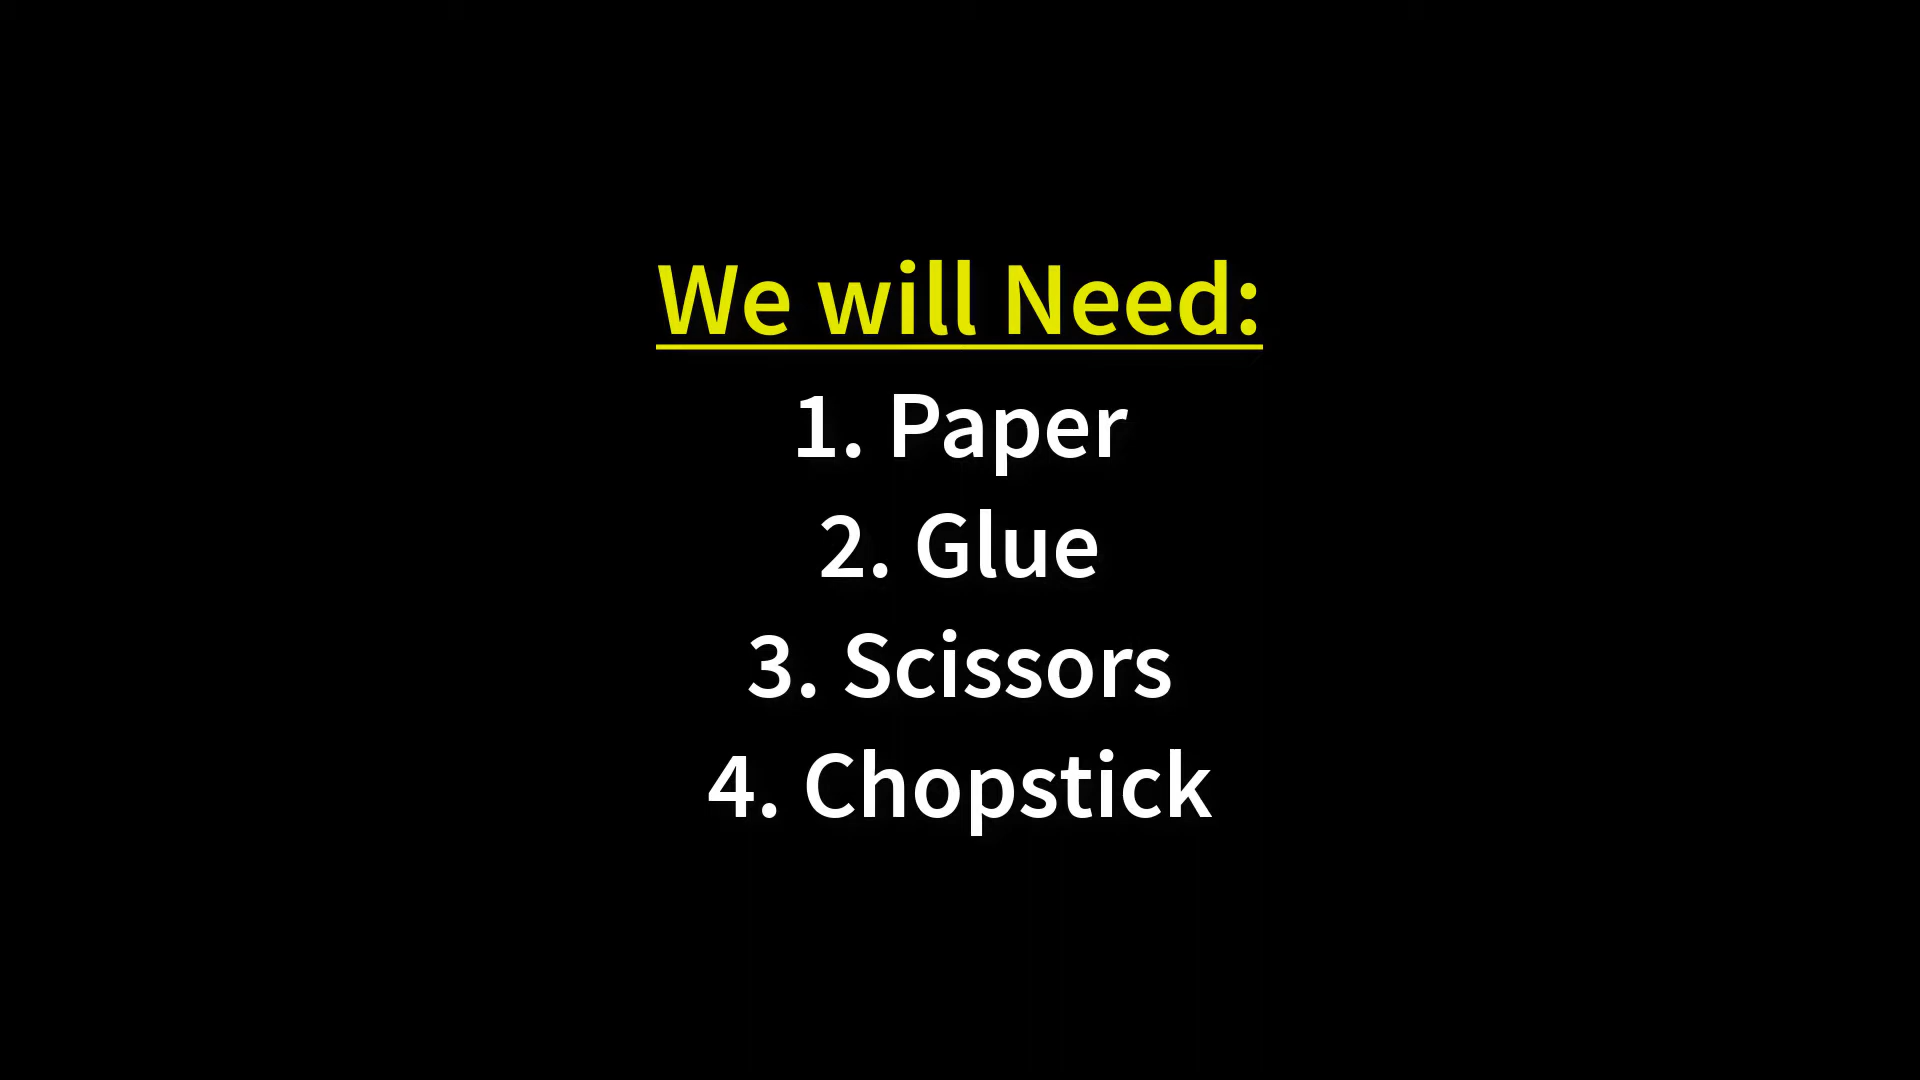 We will Need:
1. Paper
2. Glue
3. Scissors
4. Chopstick